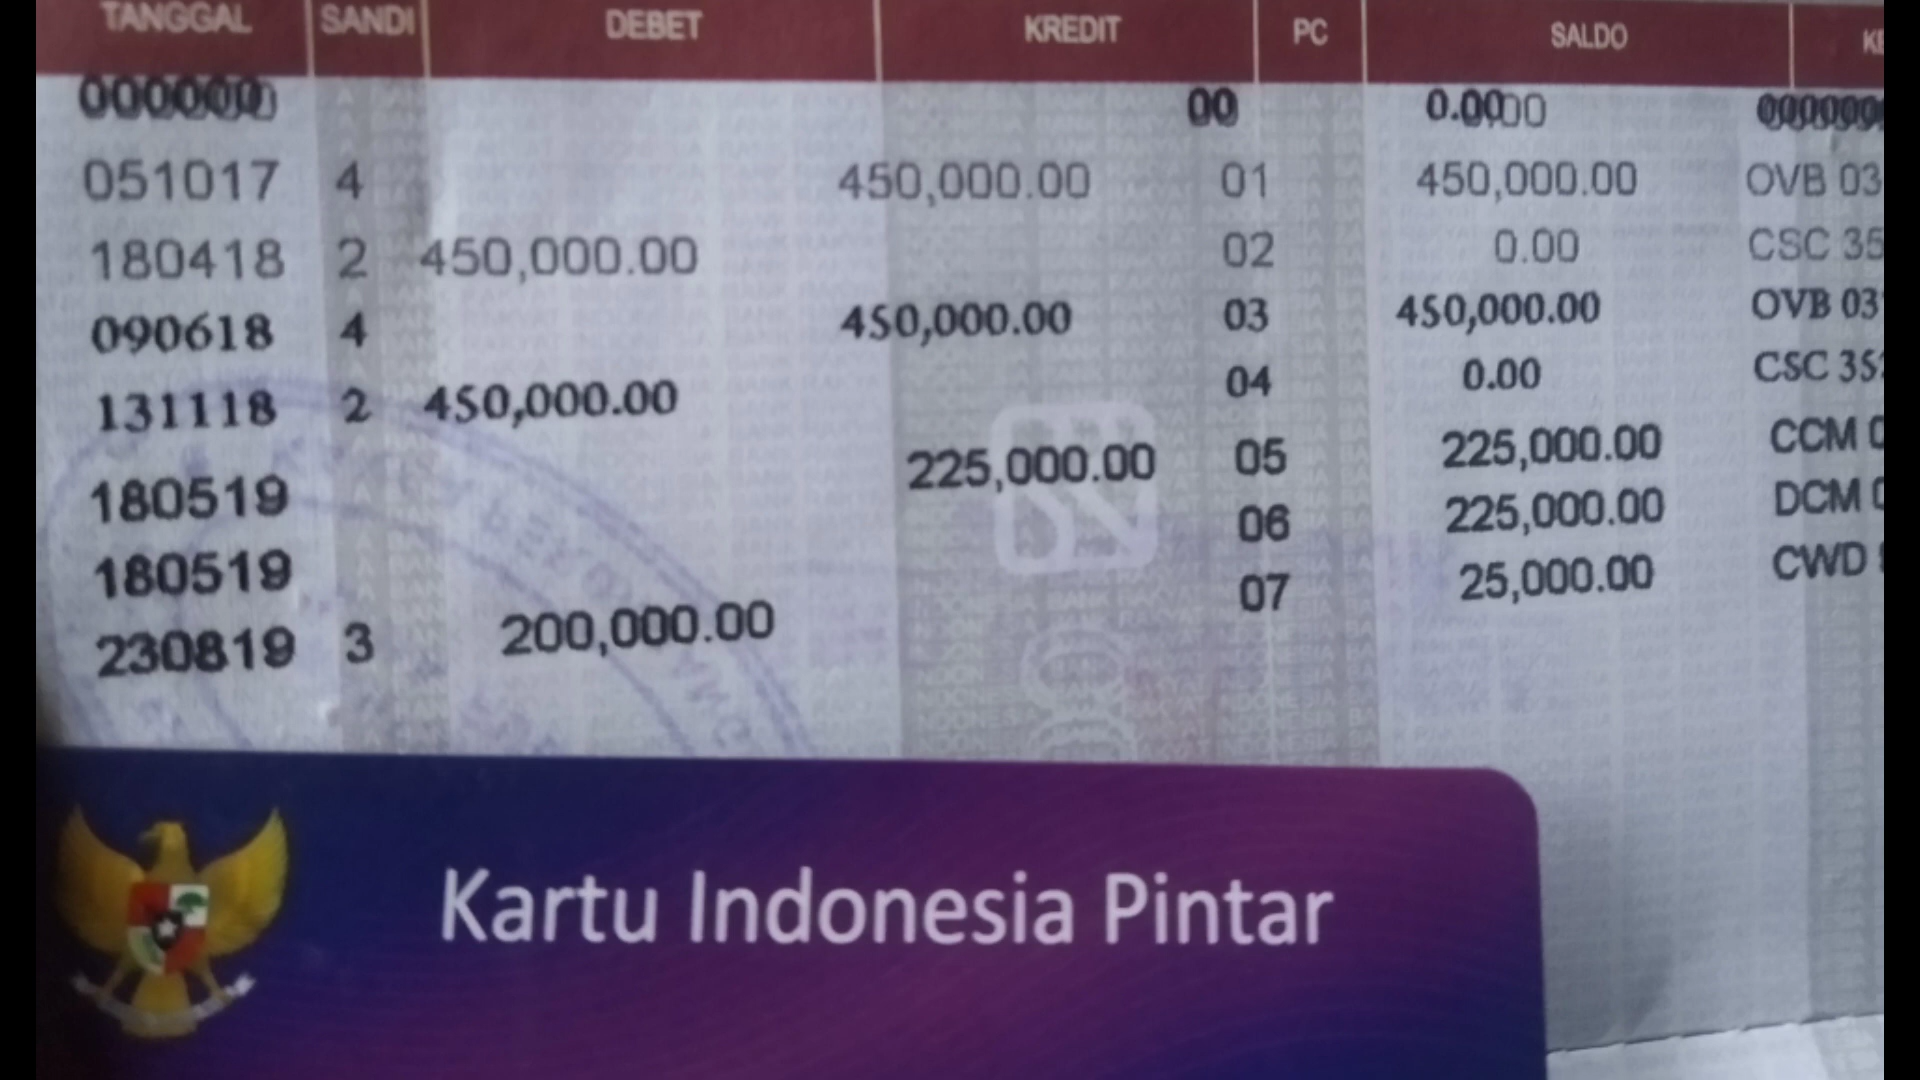 TANGGAL SANDI DEBET KREDIT PC SALDO
000000 00 0.00
051017 4 450,000.00 01 450,000.00 OVB 03
180418 2 450,000.00 02 0.00 CSC 35
090618 4 450,000.00 03 450,000.00 OVB 03
131118 2 450,000.00 04 0.00 CSC 35
180519 225,000.00 05 225,000.00 CCM
180519 06 225,000.00 DCM
230819 3 200,000.00 07 25,000.00 CWD
Kartu Indonesia Pintar